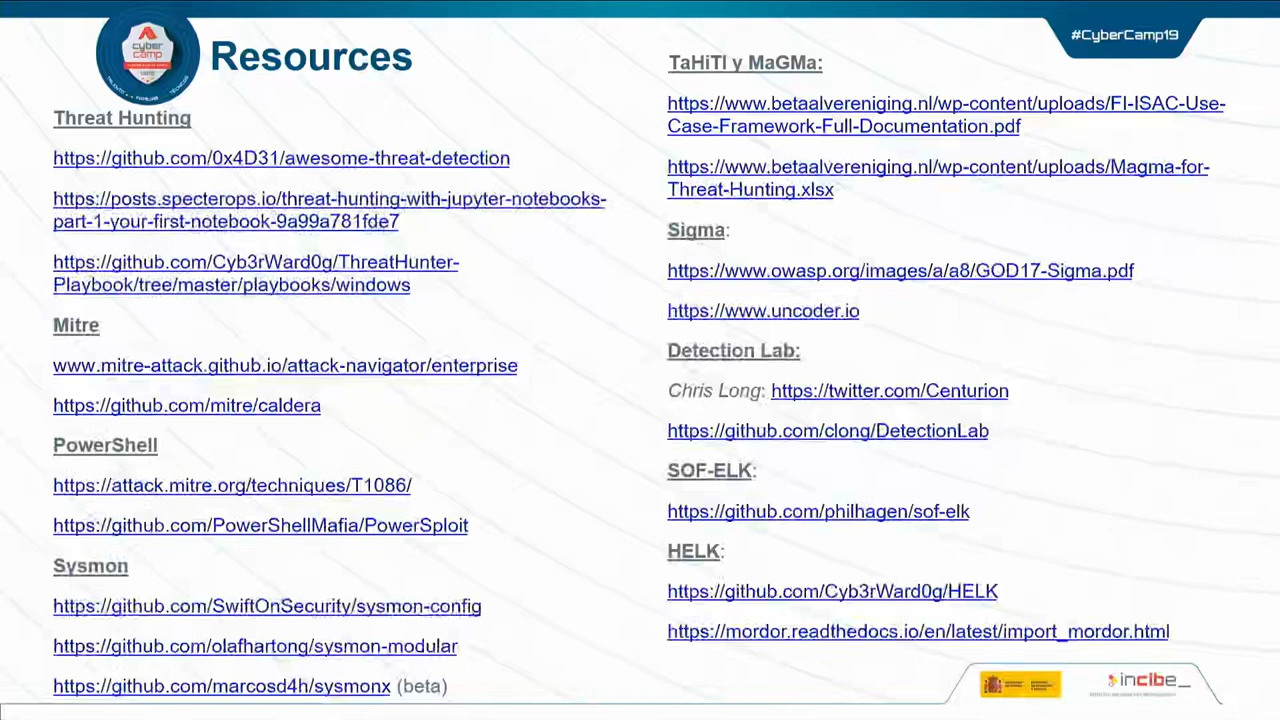 cyber
camp
Resources
#CyberCamp19
Threat Hunting
https://github.com/0x4D31/awesome-threat-detection
https://posts.specterops.io/threat-hunting-with-jupyter-notebooks-
part-1-your-first-notebook-9a99a781fde7
https://github.com/Cyb3rWard0g/ThreatHunter-
Playbook/tree/master/playbooks/windows
Mitre
www.mitre-attack.github.io/attack-navigator/enterprise
https://github.com/mitre/caldera
PowerShell
https://attack.mitre.org/techniques/T1086/
https://github.com/PowerShellMafia/PowerSploit
Sysmon
https://github.com/SwiftOnSecurity/sysmon-config
https://github.com/olafhartong/sysmon-modular
https://github.com/marcosd4h/sysmonx (beta)
TaHiTI y MaGMa:
https://www.betaalvereniging.nl/wp-content/uploads/FI-ISAC-Use-
Case-Framework-Full-Documentation.pdf
https://www.betaalvereniging.nl/wp-content/uploads/Magma-for-
Threat-Hunting.xlsx
Sigma:
https://www.owasp.org/images/a/a8/GOD17-Sigma.pdf
https://www.uncoder.io
Detection Lab:
Chris Long: https://twitter.com/Centurion
https://github.com/clong/DetectionLab
SOF-ELK:
https://github.com/philhagen/sof-elk
HELK:
https://github.com/Cyb3rWard0g/HELK
https://mordor.readthedocs.io/en/latest/import_mordor.html
incibe_